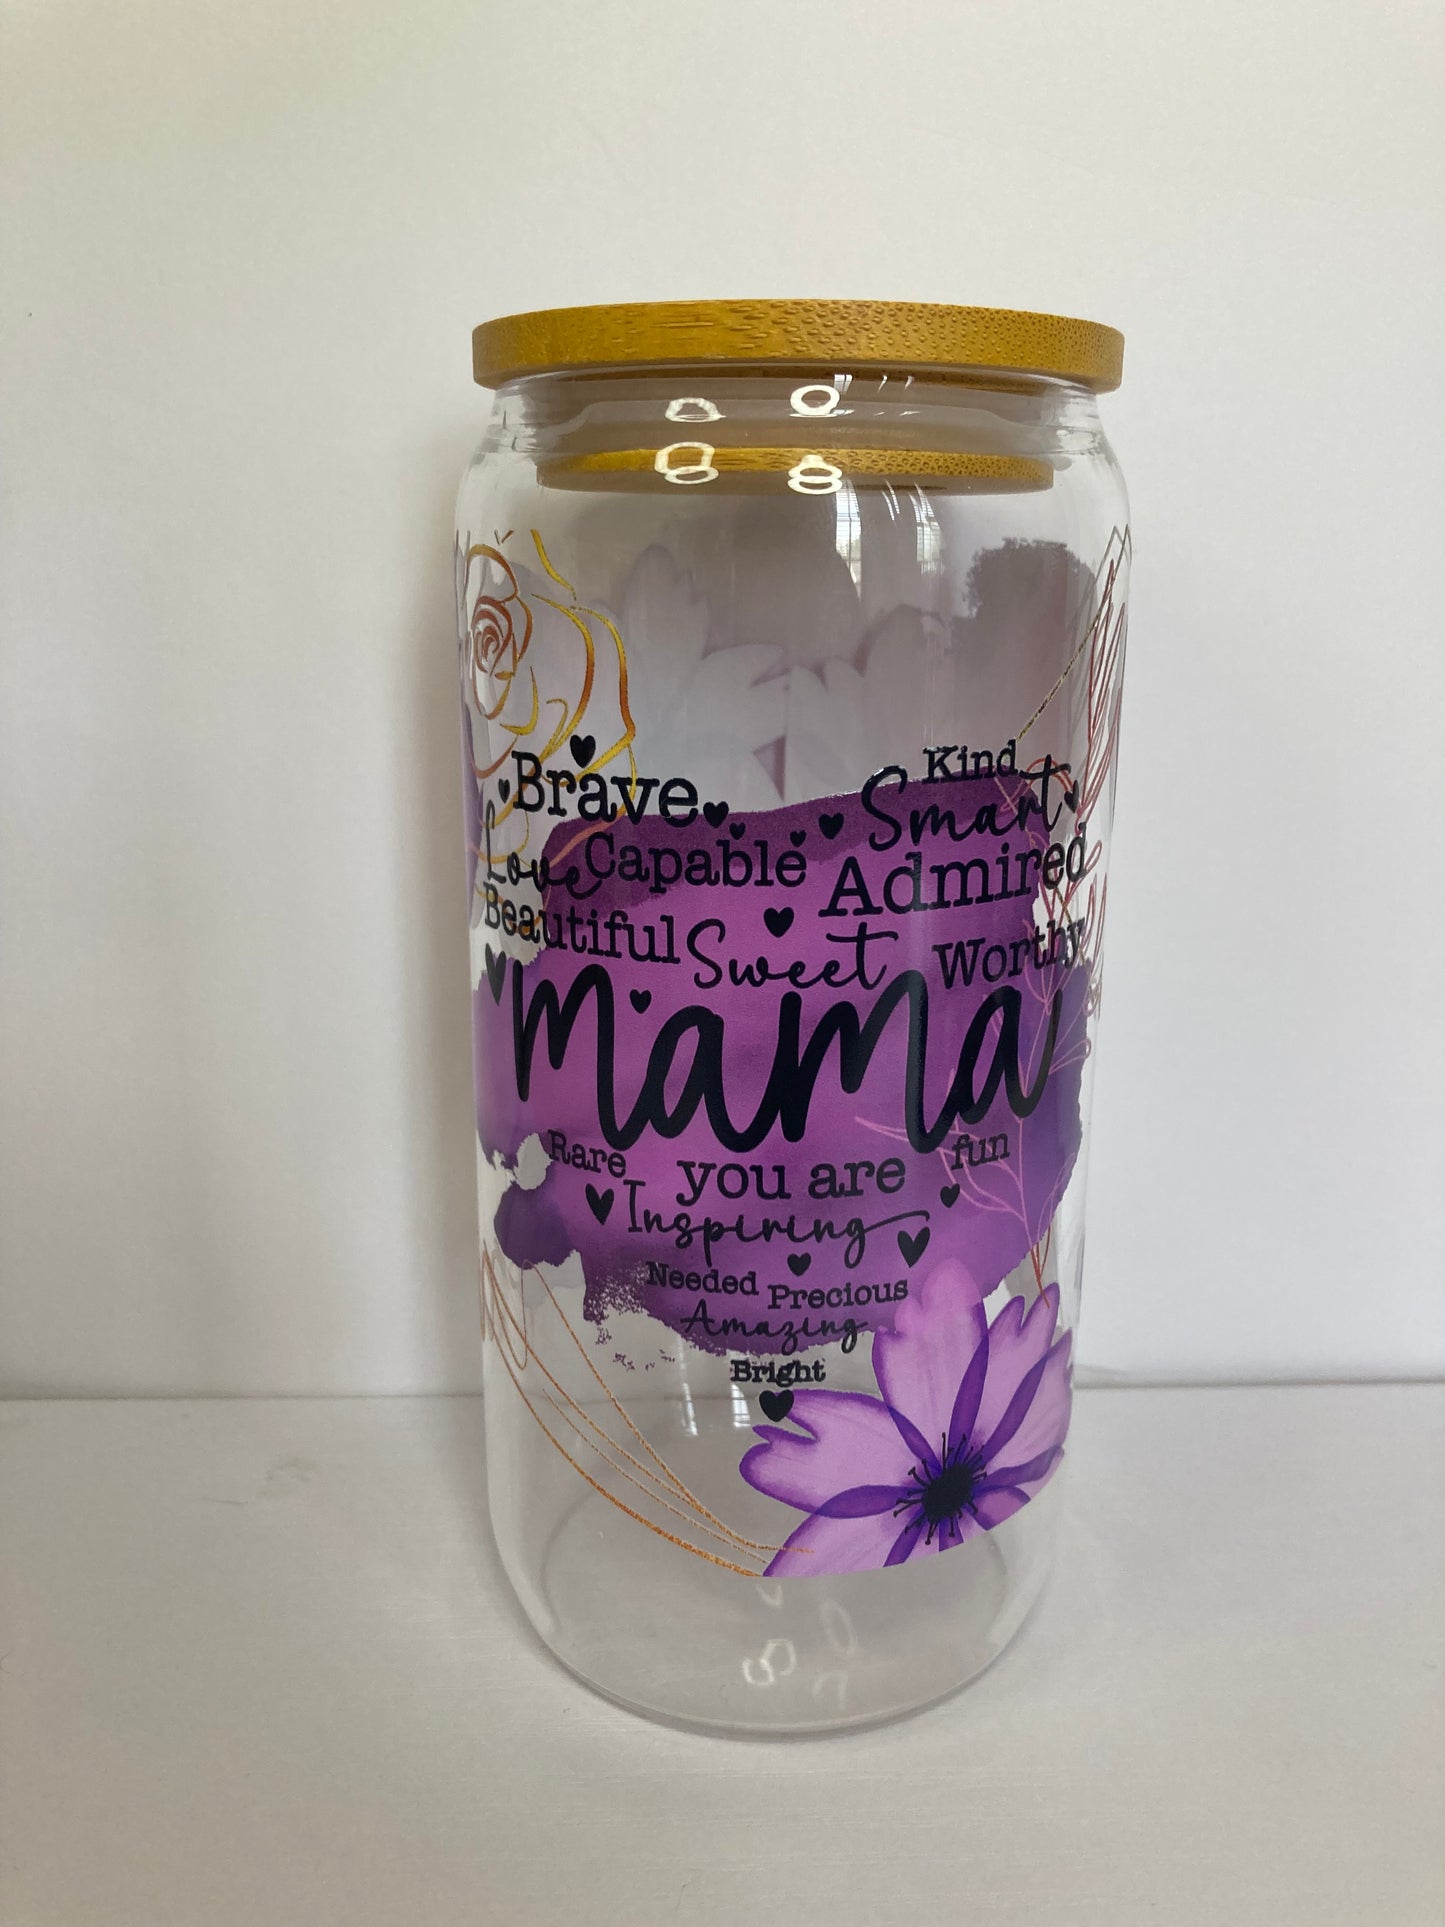 Kind
Brave
Smart
Love Capable
Admired
Beautiful Sweet Worthy
Mama
Rare you are fun
Inspiring
Needed Precious
Amazing
Bright